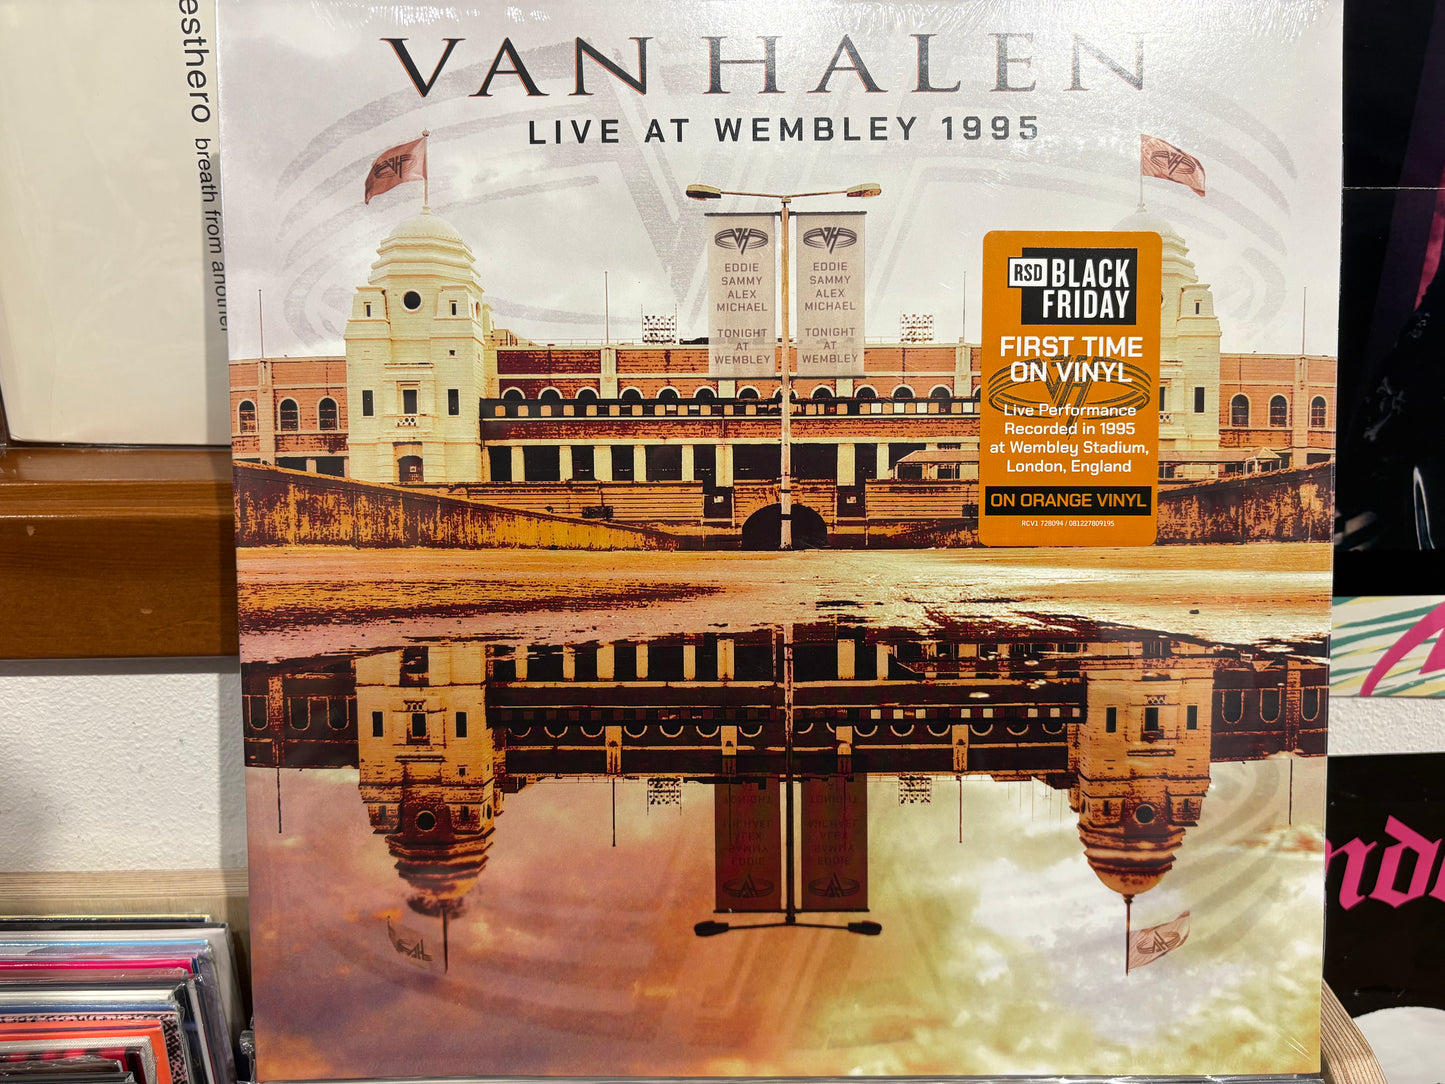 esthero breath from another
VAN HALEN
LIVE AT WEMBLEY 1995
EDDIE
SAMMY
ALEX
MICHAEL
TONIGHT
AT
WEMBLEY
EDDIE
SAMMY
ALEX
MICHAEL
TONIGHT
AT
WEMBLEY
RSD BLACK
FRIDAY
FIRST TIME
ON VINYL
Live Performance
Recorded in 1995
at Wembley Stadium,
London, England
ON ORANGE VINYL
RCV1 728094 / 081227809195